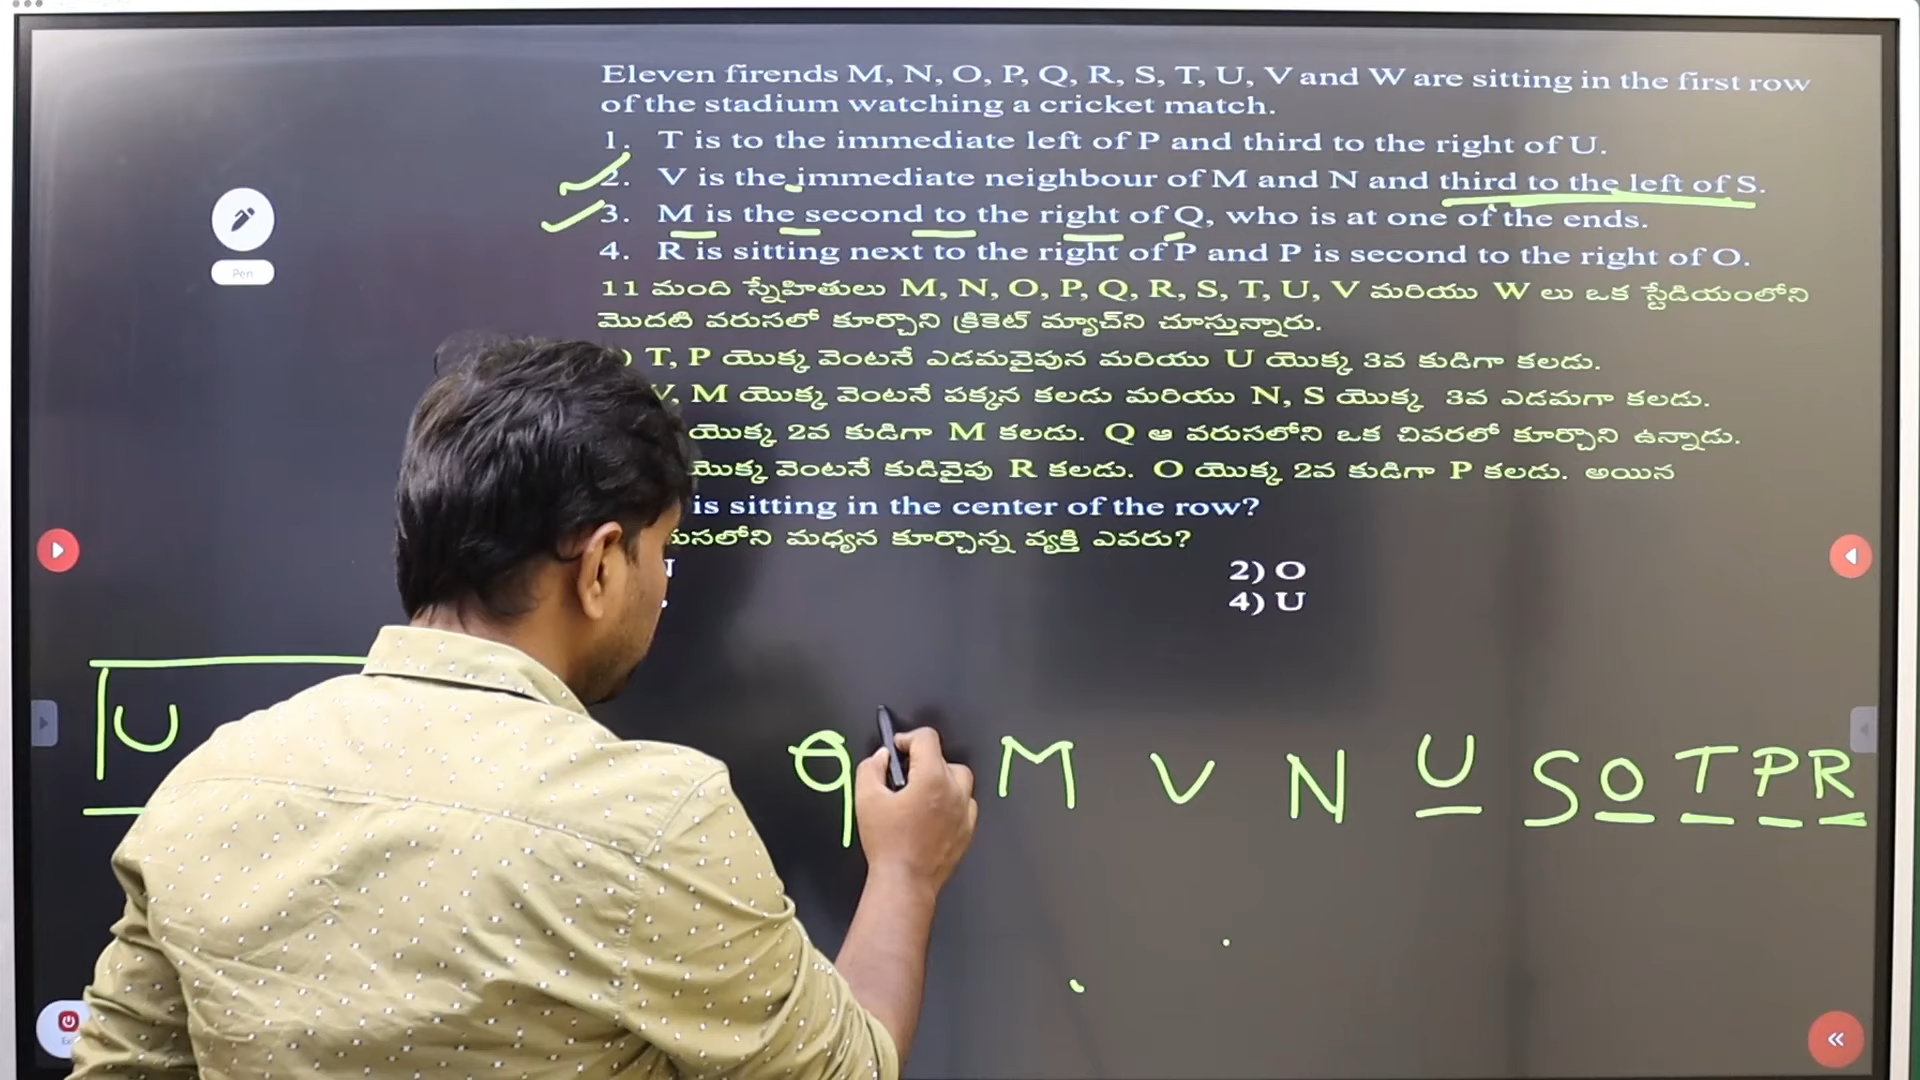 Eleven firends M, N, O, P, Q, R, S, T, U, V and W are sitting in the first row
of the stadium watching a cricket match.
1. T is to the immediate left of P and third to the right of U.
2. V is the immediate neighbour of M and N and third to the left of S.
3. M is the second to the right of Q, who is at one of the ends.
4. R is sitting next to the right of P and P is second to the right of O.
11 మంది స్నేహితులు M, N, O, P, Q, R, S, T, U, V మరియు W లు ఒక స్టేడియంలోని
మొదటి వరుసలో కూర్చొని క్రికెట్ మ్యాచ్‌ని చూస్తున్నారు.
T, P యొక్క వెంటనే ఎడమవైపున మరియు U యొక్క 3వ కుడిగా కలదు.
V, M యొక్క వెంటనే పక్కన కలదు మరియు N, S యొక్క 3వ ఎడమగా కలదు.
యొక్క 2వ కుడిగా M కలదు. Q ఆ వరుసలోని ఒక చివరలో కూర్చొని ఉన్నాడు.
యొక్క వెంటనే కుడివైపు R కలదు. O యొక్క 2వ కుడిగా P కలదు. అయిన
is sitting in the center of the row?
మధ్యన కూర్చొన్న వ్యక్తి ఎవరు?
2) O
4) U
Pen
U
Q M V N U S O T P R